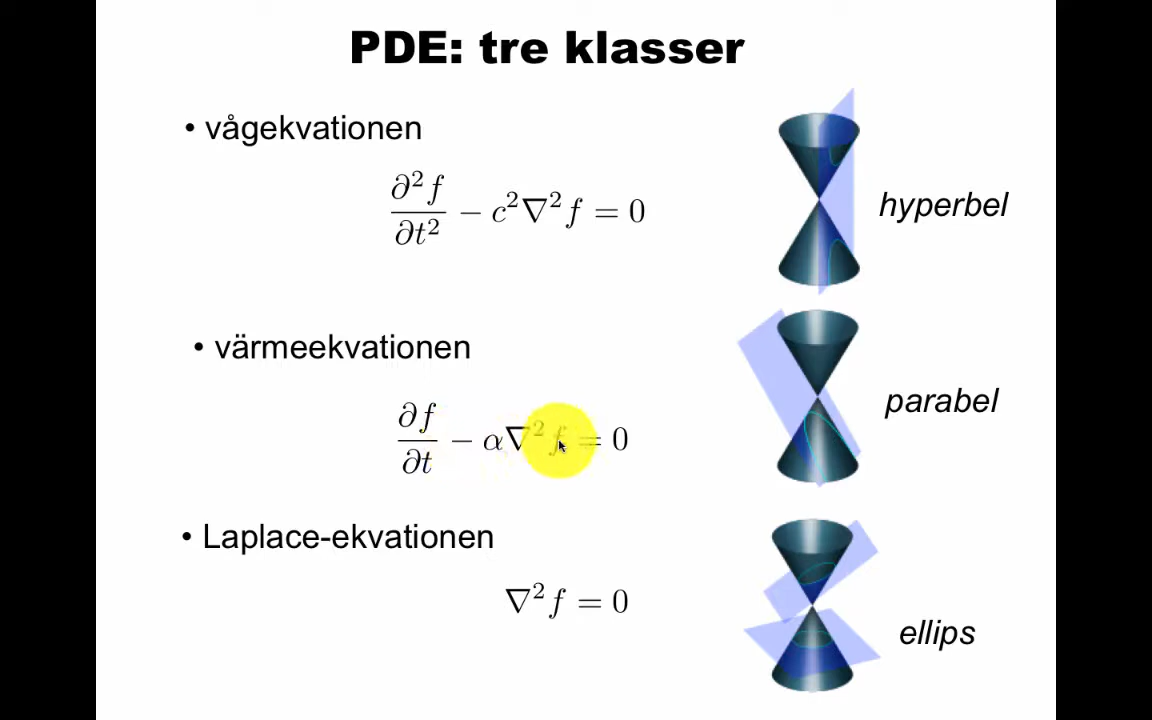 PDE: tre klasser
• vågekvationen
∂²f/∂t² − c²∇²f = 0
hyperbel
• värmeekvationen
∂f/∂t − α∇²f = 0
parabel
• Laplace-ekvationen
∇²f = 0
ellips